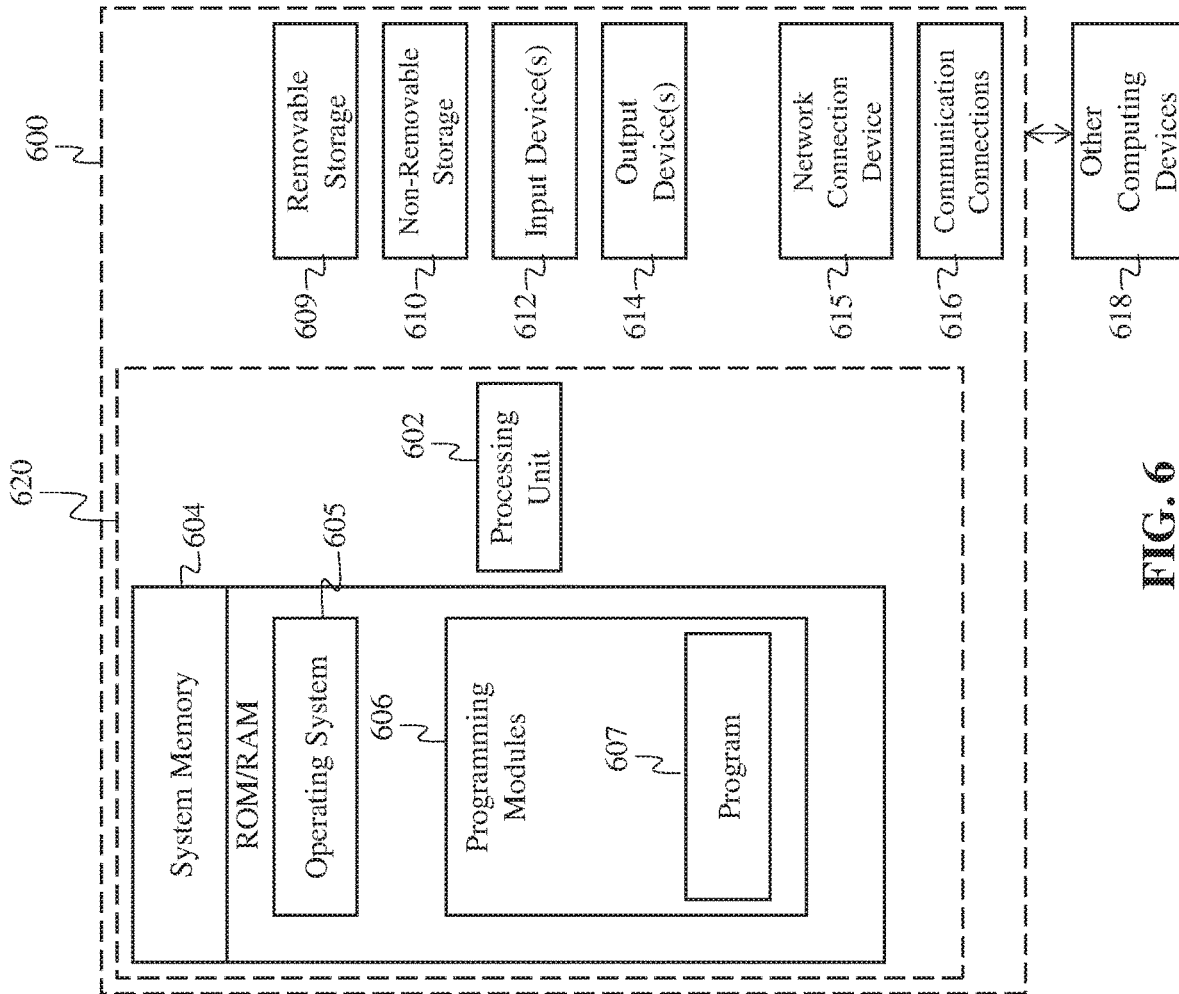 600
620
System Memory
604
ROM/RAM
Operating System
605
606
Programming
Modules
607
Program
602
Processing
Unit
609
Removable
Storage
610
Non-Removable
Storage
612
Input Device(s)
614
Output
Device(s)
615
Network
Connection
Device
616
Communication
Connections
618
Other
Computing
Devices
FIG. 6